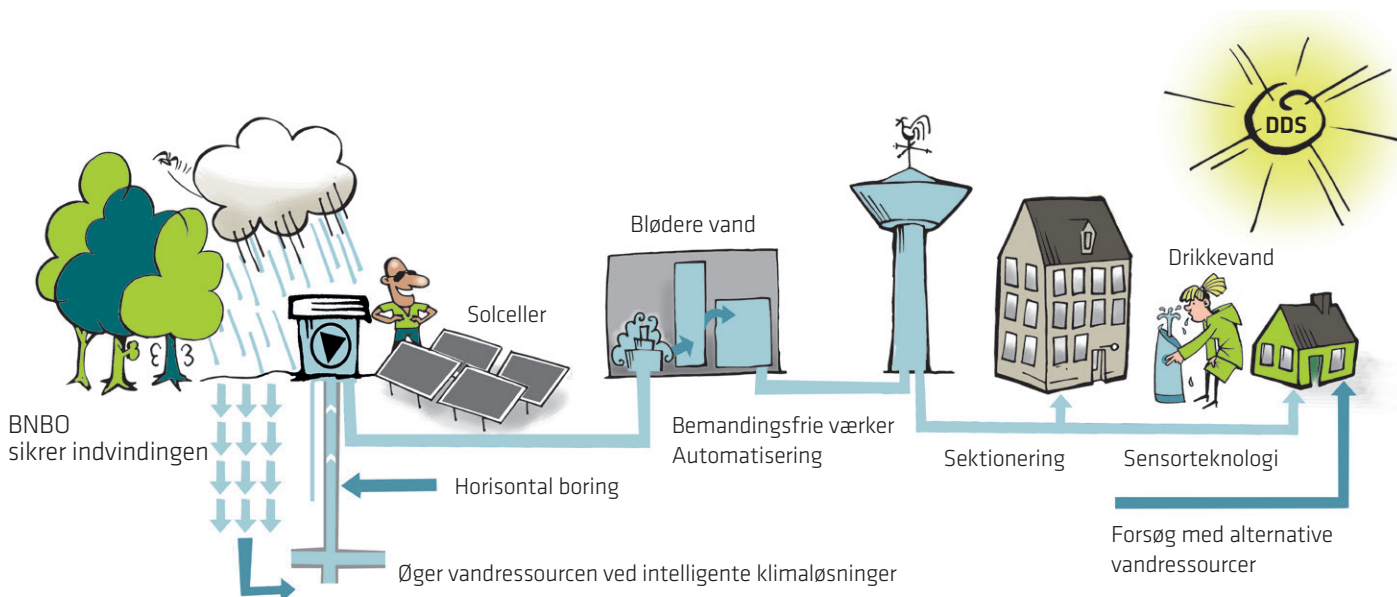 DDS
Blødere vand
Drikkevand
Solceller
BNBO
sikrer indvindingen
Bemandingsfrie værker
Automatisering
Sektionering
Sensorteknologi
Horisontal boring
Forsøg med alternative
vandressourcer
Øger vandressourcen ved intelligente klimaløsninger